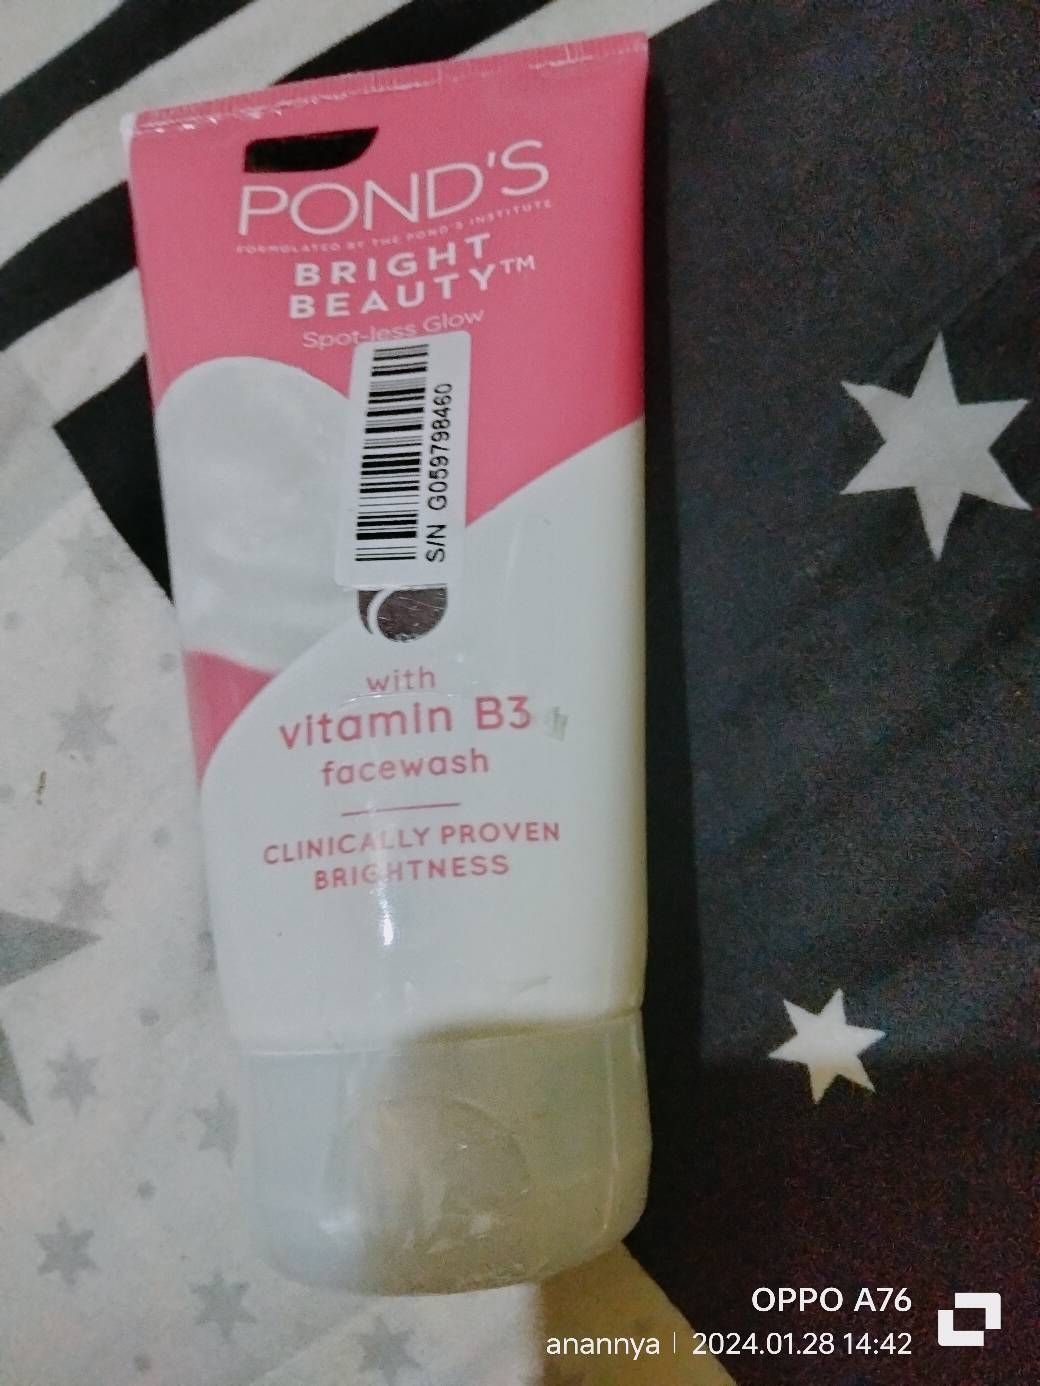 POND'S
FORMULATED BY THE POND'S INSTITUTE
BRIGHT
BEAUTY™
Spot-less Glow
S/N G059798460
with
vitamin B3
facewash
CLINICALLY PROVEN
BRIGHTNESS
OPPO A76
anannya | 2024.01.28 14:42